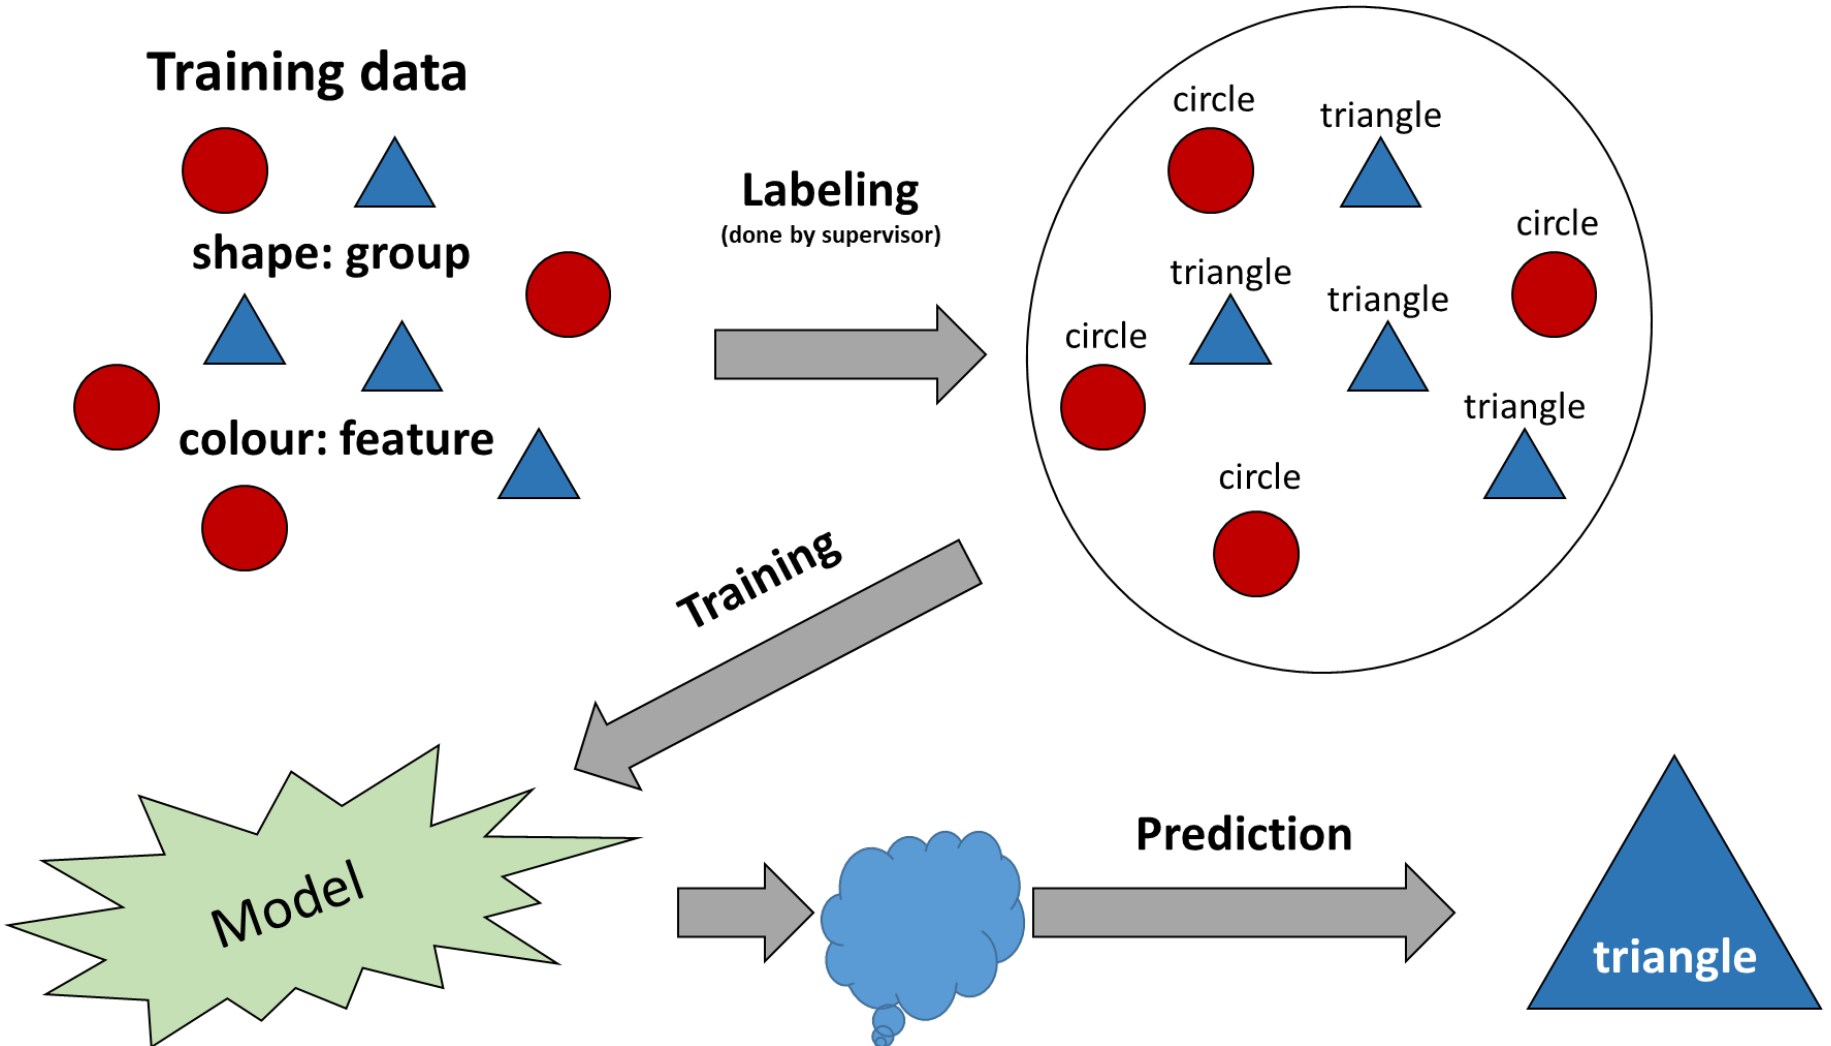 Training data
shape: group
colour: feature
Labeling
(done by supervisor)
circle
triangle
circle
triangle
triangle
circle
triangle
circle
Training
Model
Prediction
triangle